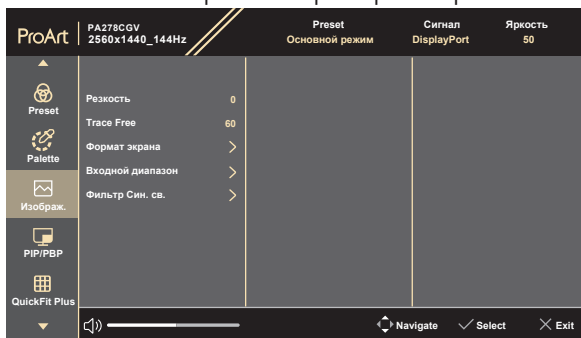 ProArt
PA278CGV
2560x1440_144Hz
Preset
Основной режим
Сигнал
DisplayPort
Яркость
50
Preset
Palette
Изображ.
PIP/PBP
QuickFit Plus
Резкость 0
Trace Free 60
Формат экрана
Входной диапазон
Фильтр Син. св.
Navigate Select Exit